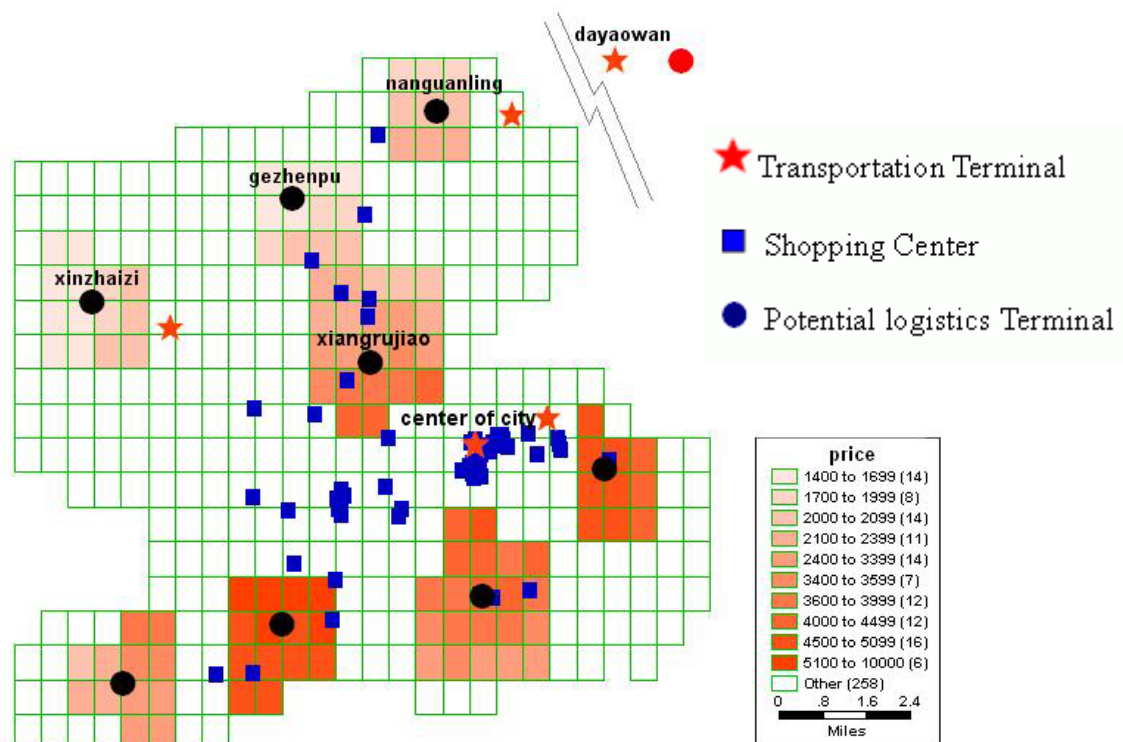 dayaowan
nanguanling
gezhenpu
xinzhaizi
xiangrujiao
center of city
Transportation Terminal
Shopping Center
Potential logistics Terminal
price
1400 to 1699 (14)
1700 to 1999 (8)
2000 to 2099 (14)
2100 to 2399 (11)
2400 to 3399 (14)
3400 to 3599 (7)
3600 to 3999 (12)
4000 to 4499 (12)
4500 to 5099 (16)
5100 to 10000 (6)
Other (258)
0 .8 1.6 2.4
Miles